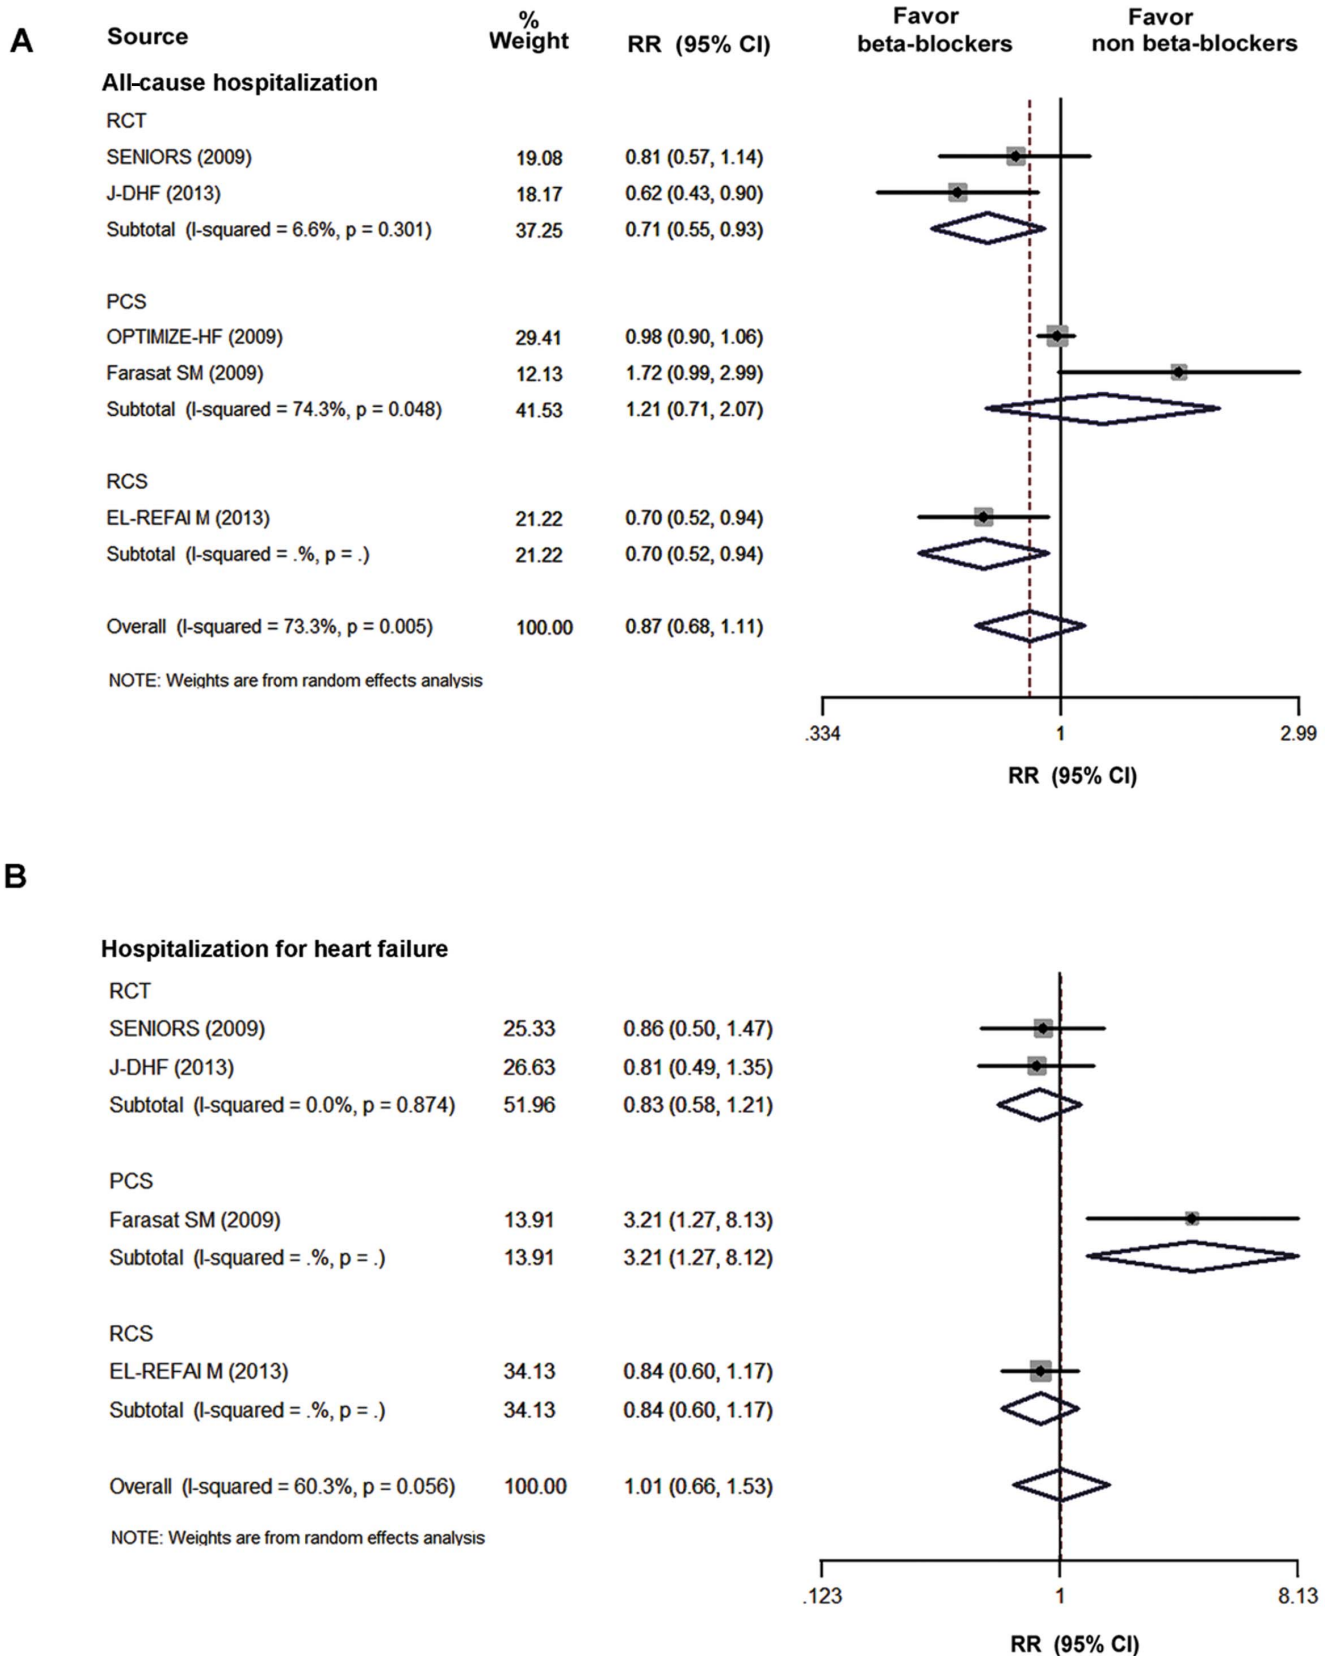 A
Source % Weight RR (95% CI) Favor beta-blockers Favor non beta-blockers
All-cause hospitalization
RCT
SENIORS (2009) 19.08 0.81 (0.57, 1.14)
J-DHF (2013) 18.17 0.62 (0.43, 0.90)
Subtotal (I-squared = 6.6%, p = 0.301) 37.25 0.71 (0.55, 0.93)
PCS
OPTIMIZE-HF (2009) 29.41 0.98 (0.90, 1.06)
Farasat SM (2009) 12.13 1.72 (0.99, 2.99)
Subtotal (I-squared = 74.3%, p = 0.048) 41.53 1.21 (0.71, 2.07)
RCS
EL-REFAI M (2013) 21.22 0.70 (0.52, 0.94)
Subtotal (I-squared = .%, p = .) 21.22 0.70 (0.52, 0.94)
Overall (I-squared = 73.3%, p = 0.005) 100.00 0.87 (0.68, 1.11)
NOTE: Weights are from random effects analysis
.334 1 2.99
RR (95% CI)
B
Hospitalization for heart failure
RCT
SENIORS (2009) 25.33 0.86 (0.50, 1.47)
J-DHF (2013) 26.63 0.81 (0.49, 1.35)
Subtotal (I-squared = 0.0%, p = 0.874) 51.96 0.83 (0.58, 1.21)
PCS
Farasat SM (2009) 13.91 3.21 (1.27, 8.13)
Subtotal (I-squared = .%, p = .) 13.91 3.21 (1.27, 8.12)
RCS
EL-REFAI M (2013) 34.13 0.84 (0.60, 1.17)
Subtotal (I-squared = .%, p = .) 34.13 0.84 (0.60, 1.17)
Overall (I-squared = 60.3%, p = 0.056) 100.00 1.01 (0.66, 1.53)
NOTE: Weights are from random effects analysis
.123 1 8.13
RR (95% CI)